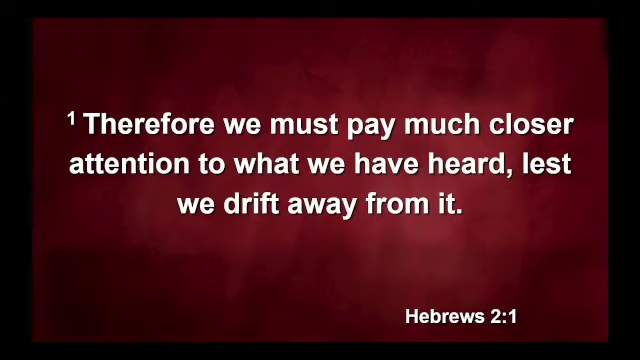 ¹ Therefore we must pay much closer
attention to what we have heard, lest
we drift away from it.
Hebrews 2:1